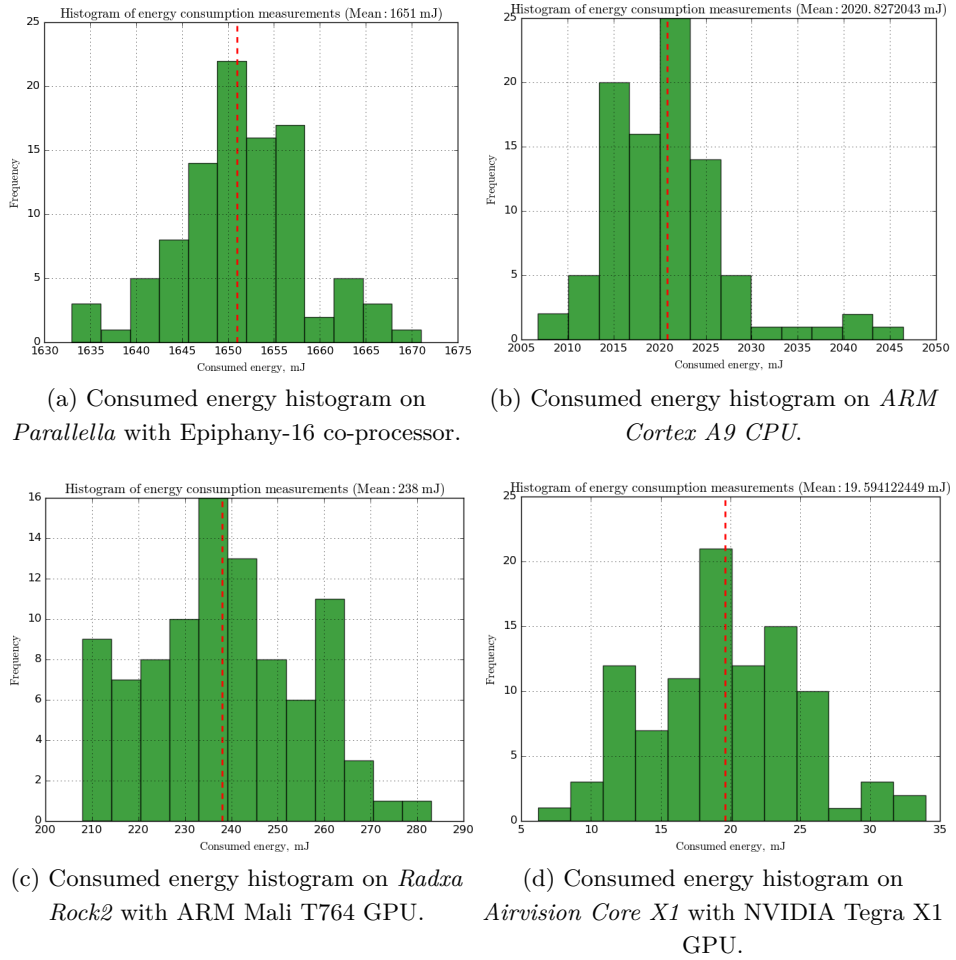 Histogram of energy consumption measurements (Mean: 1651 mJ)
25
20
15
10
5
0
Frequency
1630 1635 1640 1645 1650 1655 1660 1665 1670 1675
Consumed energy, mJ
(a) Consumed energy histogram on
Parallella with Epiphany-16 co-processor.
Histogram of energy consumption measurements (Mean: 2020.8272043 mJ)
25
20
15
10
5
0
Frequency
2005 2010 2015 2020 2025 2030 2035 2040 2045 2050
Consumed energy, mJ
(b) Consumed energy histogram on ARM
Cortex A9 CPU.
Histogram of energy consumption measurements (Mean: 238 mJ)
16
14
12
10
8
6
4
2
0
Frequency
200 210 220 230 240 250 260 270 280 290
Consumed energy, mJ
(c) Consumed energy histogram on Radxa
Rock2 with ARM Mali T764 GPU.
Histogram of energy consumption measurements (Mean: 19.594122449 mJ)
25
20
15
10
5
0
Frequency
5 10 15 20 25 30 35
Consumed energy, mJ
(d) Consumed energy histogram on
Airvision Core X1 with NVIDIA Tegra X1
GPU.